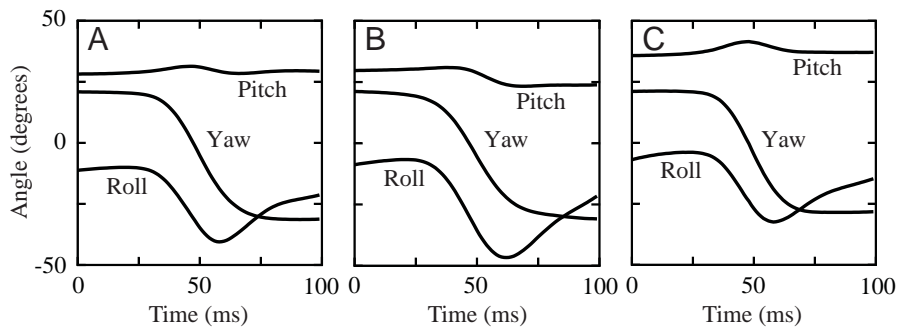 50
0
-50
Angle (degrees)
A
Pitch
Yaw
Roll
0
50
100
Time (ms)
B
Pitch
Yaw
Roll
0
50
100
Time (ms)
C
Pitch
Yaw
Roll
0
50
100
Time (ms)